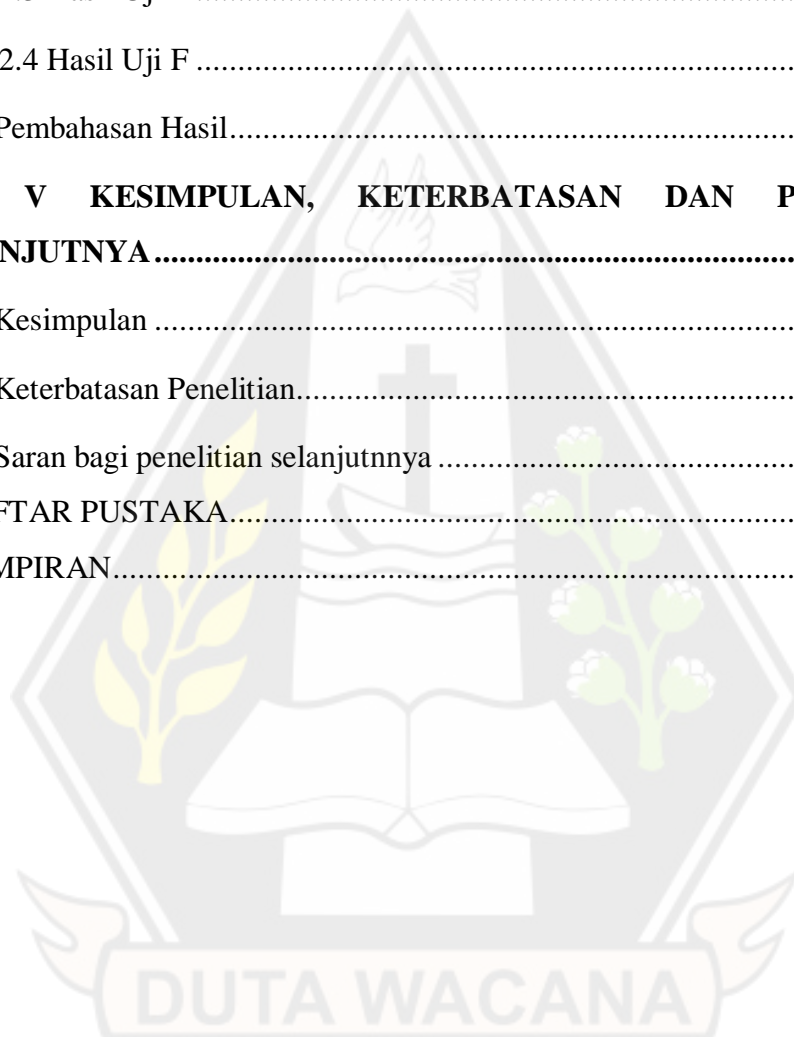 2.4 Hasil Uji F ........................................................................
Pembahasan Hasil....................................................................
V KESIMPULAN, KETERBATASAN DAN P
NJUTNYA ................................................................................
Kesimpulan .............................................................................
Keterbatasan Penelitian...........................................................
Saran bagi penelitian selanjutnnya .........................................
FTAR PUSTAKA.....................................................................
MPIRAN..................................................................................
DUTA WACANA